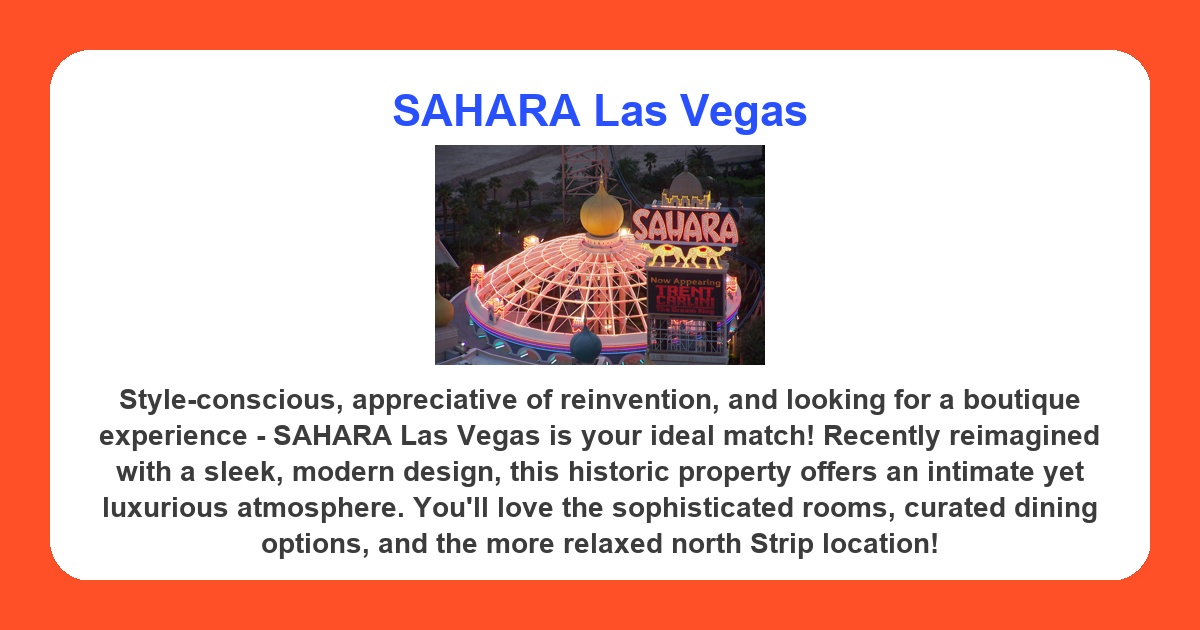 SAHARA Las Vegas
SAHARA
Now Appearing
TRENT
CARLINI
Style-conscious, appreciative of reinvention, and looking for a boutique
experience - SAHARA Las Vegas is your ideal match! Recently reimagined
with a sleek, modern design, this historic property offers an intimate yet
luxurious atmosphere. You'll love the sophisticated rooms, curated dining
options, and the more relaxed north Strip location!